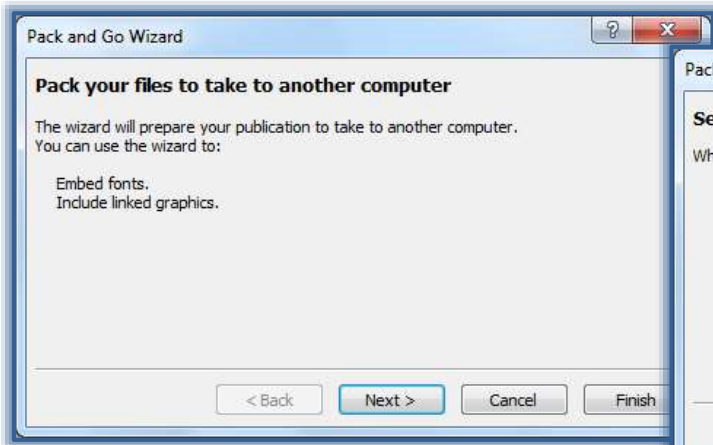 Pack and Go Wizard
Pack your files to take to another computer
The wizard will prepare your publication to take to another computer.
You can use the wizard to:
Embed fonts.
Include linked graphics.
< Back Next > Cancel Finish